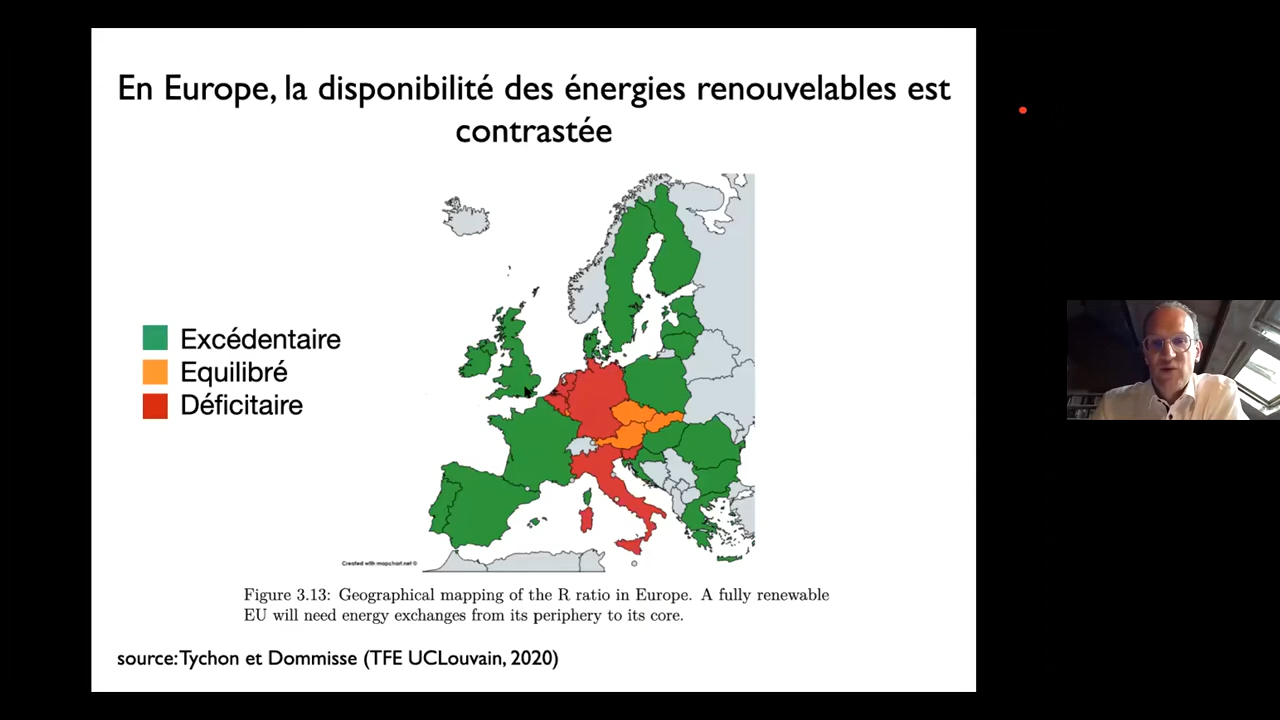 En Europe, la disponibilité des énergies renouvelables est
contrastée
Excédentaire
Equilibré
Déficitaire
Created with mapchart.net ©
Figure 3.13: Geographical mapping of the R ratio in Europe. A fully renewable
EU will need energy exchanges from its periphery to its core.
source: Tychon et Dommisse (TFE UCLouvain, 2020)